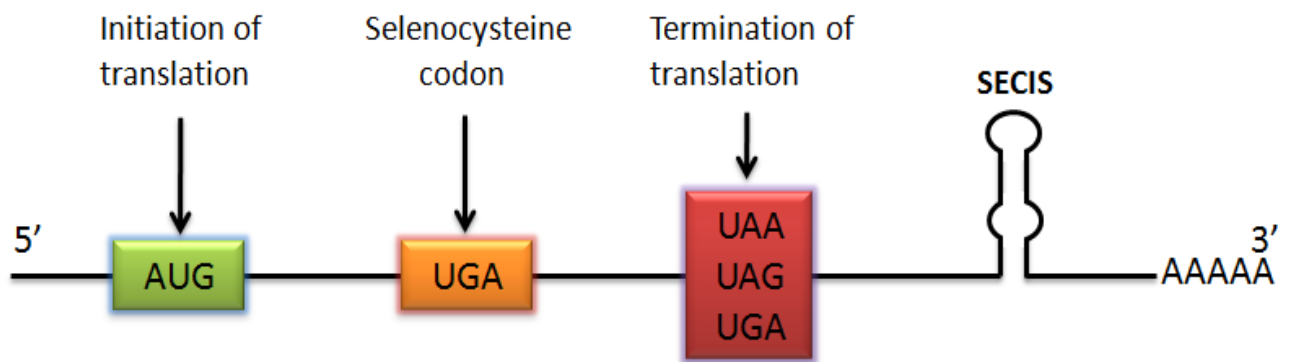 Initiation of
translation
Selenocysteine
codon
Termination of
translation
SECIS
5’
AUG
UGA
UAA
UAG
UGA
3’
AAAAA